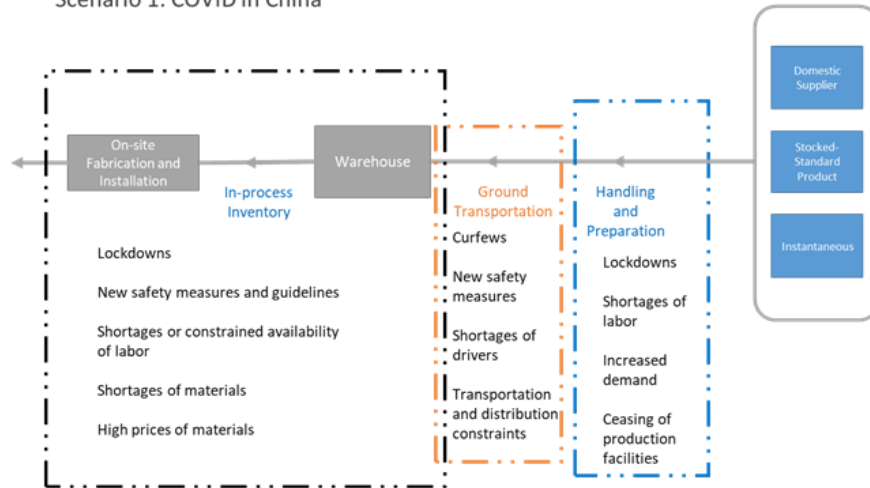 Scenario 1: COVID in China
Domestic
Supplier
Stocked-
Standard
Product
Instantaneous
Handling
and
Preparation
Lockdowns
Shortages of
labor
Increased
demand
Ceasing of
production
facilities
Ground
Transportation
Curfews
New safety
measures
Shortages of
drivers
Transportation
and distribution
constraints
Warehouse
In-process
Inventory
On-site
Fabrication and
Installation
Lockdowns
New safety measures and guidelines
Shortages or constrained availability
of labor
Shortages of materials
High prices of materials